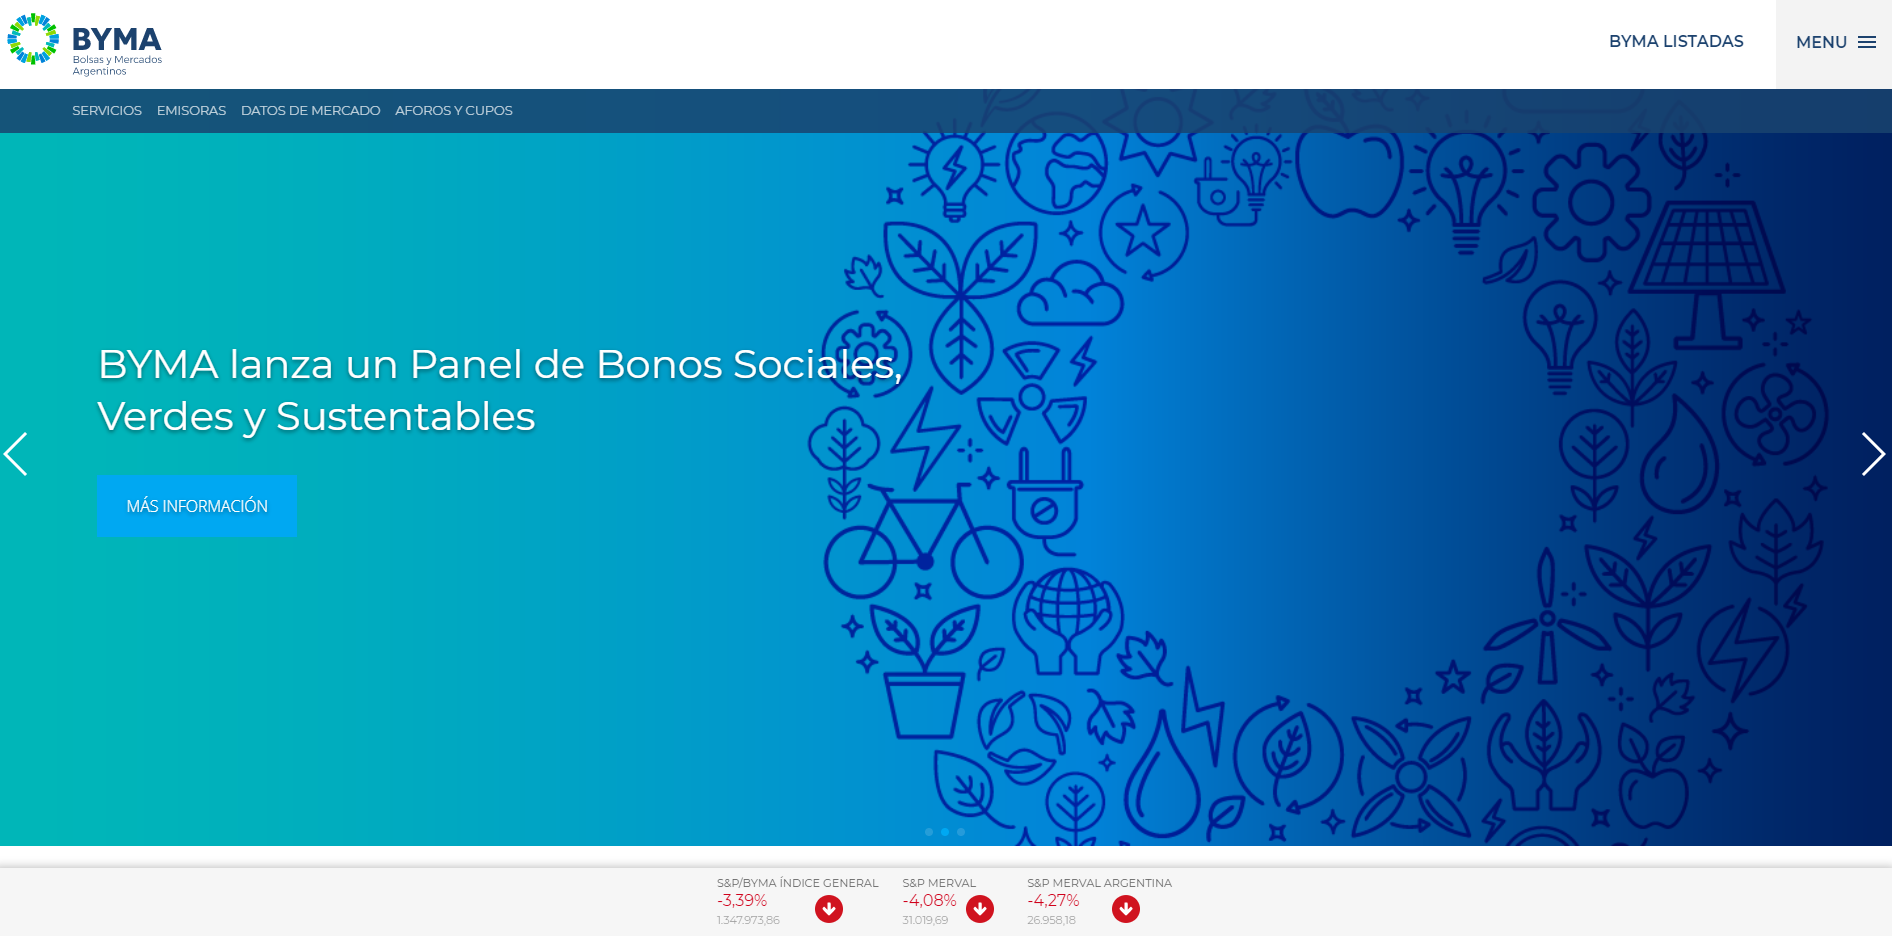 BYMA
Bolsas y Mercados
Argentinos
BYMA LISTADAS
MENU
SERVICIOS EMISORAS DATOS DE MERCADO AFOROS Y CUPOS
BYMA lanza un Panel de Bonos Sociales,
Verdes y Sustentables
MÁS INFORMACIÓN
S&P/BYMA ÍNDICE GENERAL
-3,39%
1.347.973,86
S&P MERVAL
-4,08%
31.019,69
S&P MERVAL ARGENTINA
-4,27%
26.958,18